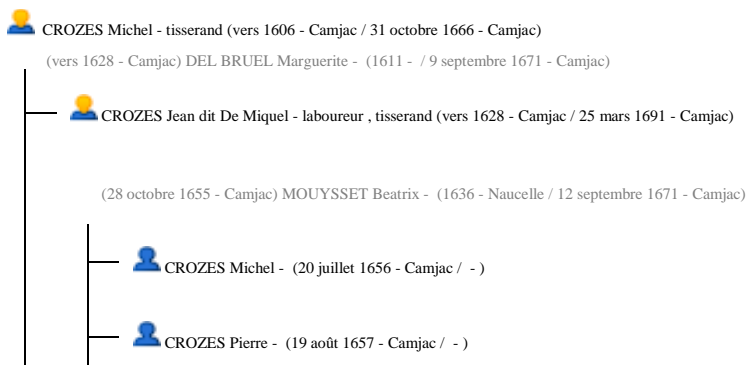 CROZES Michel - tisserand (vers 1606 - Camjac / 31 octobre 1666 - Camjac)
(vers 1628 - Camjac) DEL BRUEL Marguerite - (1611 - / 9 septembre 1671 - Camjac)
CROZES Jean dit De Miquel - laboureur , tisserand (vers 1628 - Camjac / 25 mars 1691 - Camjac)
(28 octobre 1655 - Camjac) MOUYSSET Beatrix - (1636 - Naucelle / 12 septembre 1671 - Camjac)
CROZES Michel - (20 juillet 1656 - Camjac / - )
CROZES Pierre - (19 août 1657 - Camjac / - )